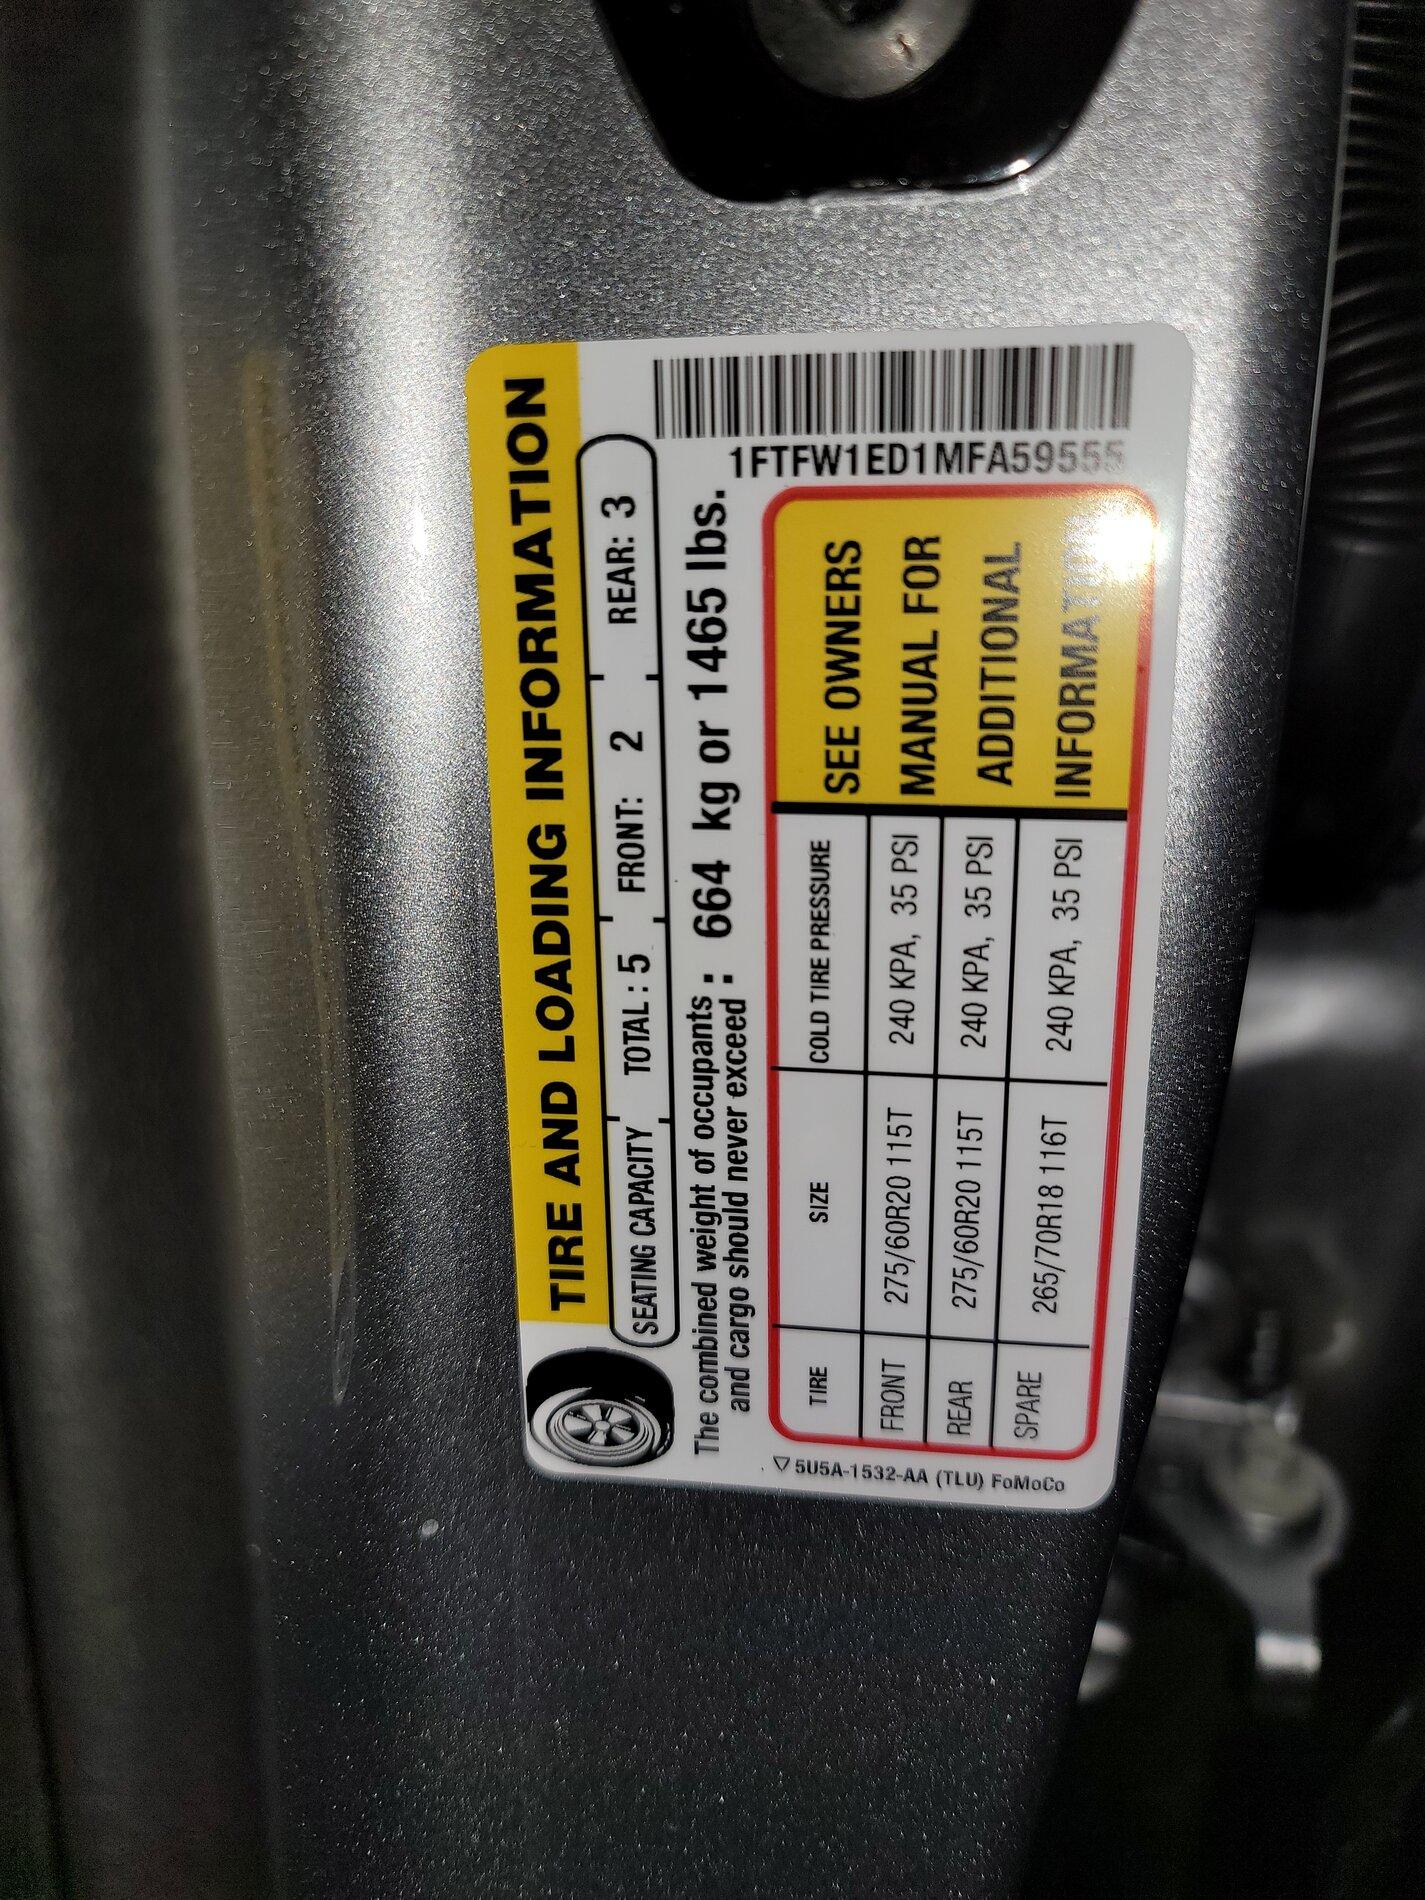 TIRE AND LOADING INFORMATION
SEATING CAPACITY TOTAL : 5 FRONT: 2 REAR: 3
The combined weight of occupants
and cargo should never exceed : 664 kg or 1465 lbs.
1FTFW1ED1MFA59555
TIRE SIZE COLD TIRE PRESSURE
FRONT 275/60R20 115T 240 KPA, 35 PSI
REAR 275/60R20 115T 240 KPA, 35 PSI
SPARE 265/70R18 116T 240 KPA, 35 PSI
SEE OWNERS
MANUAL FOR
ADDITIONAL
INFORMATION
5U5A-1532-AA (TLU) FoMoCo